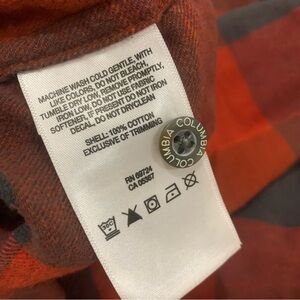 MACHINE WASH COLD GENTLE, WITH
LIKE COLORS, DO NOT BLEACH,
TUMBLE DRY LOW, REMOVE PROMPTLY,
IRON LOW, DO NOT USE FABRIC
SOFTENER, IF PRESENT DO NOT IRON
DECAL, DO NOT DRYCLEAN
SHELL: 100% COTTON
EXCLUSIVE OF TRIMMING
RN 69724
CA 05367
COLUMBIA COLUMBIA